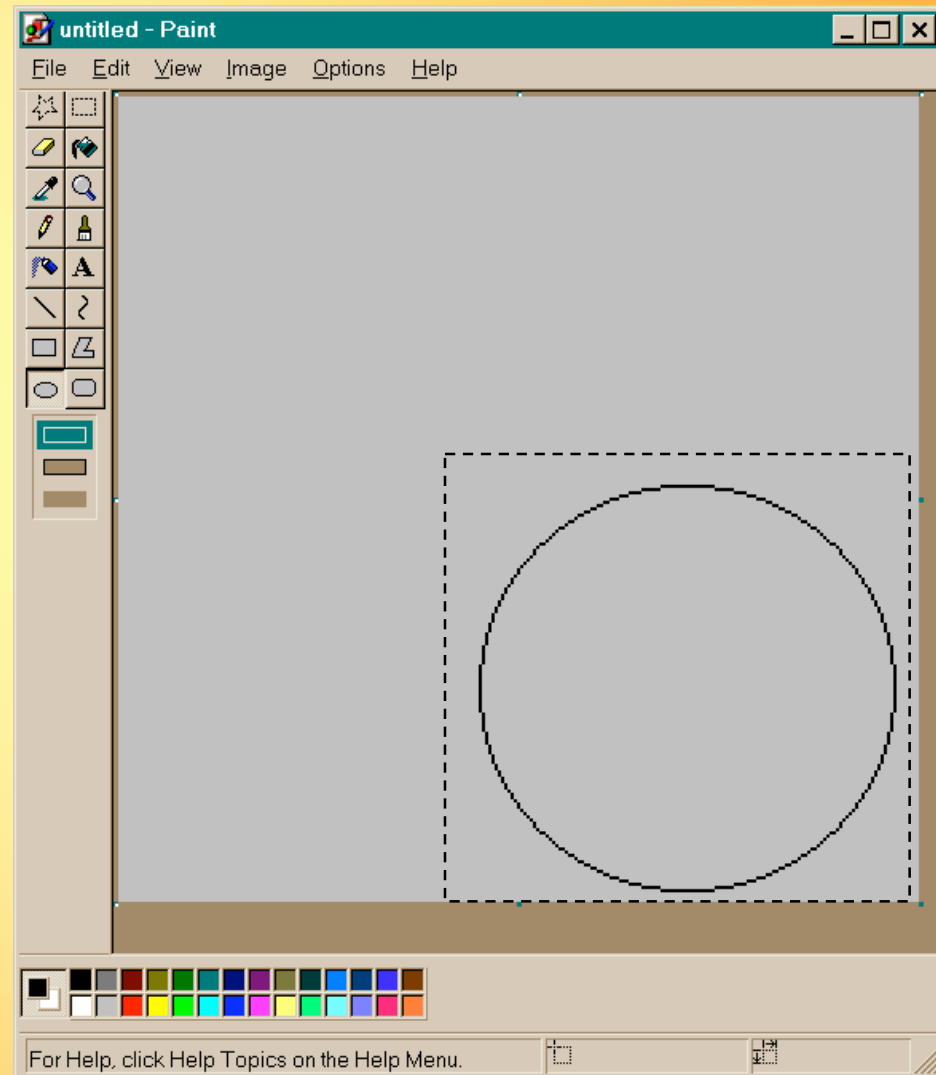 untitled - Paint
File Edit View Image Options Help
A
For Help, click Help Topics on the Help Menu.